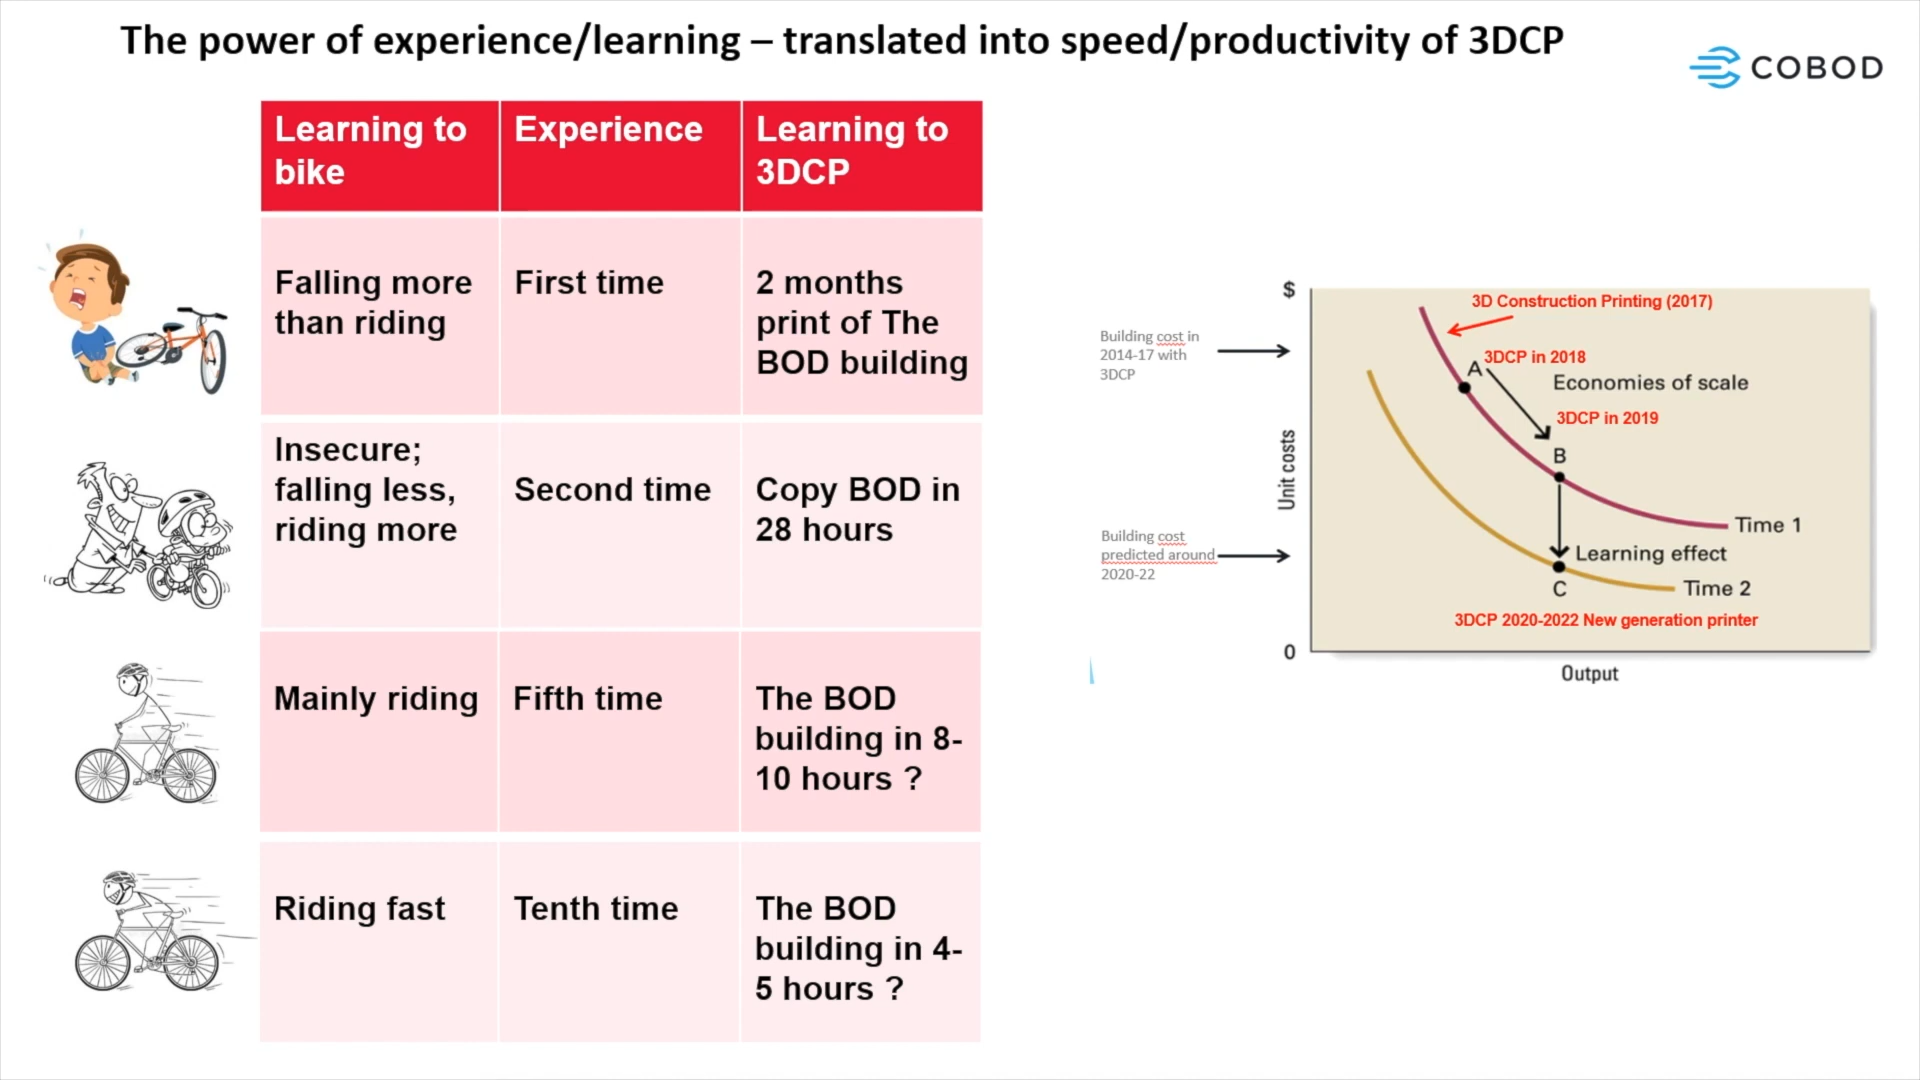 The power of experience/learning – translated into speed/productivity of 3DCP
COBOD
Learning to
bike
Experience
Learning to
3DCP
Falling more
than riding
First time
2 months
print of The
BOD building
Insecure;
falling less,
riding more
Second time
Copy BOD in
28 hours
Mainly riding
Fifth time
The BOD
building in 8-
10 hours ?
Riding fast
Tenth time
The BOD
building in 4-
5 hours ?
Building cost in
2014-17 with
3DCP
Building cost
predicted around
2020-22
$
Unit costs
0
3D Construction Printing (2017)
3DCP in 2018
A
Economies of scale
3DCP in 2019
B
Time 1
Learning effect
C
Time 2
3DCP 2020-2022 New generation printer
Output